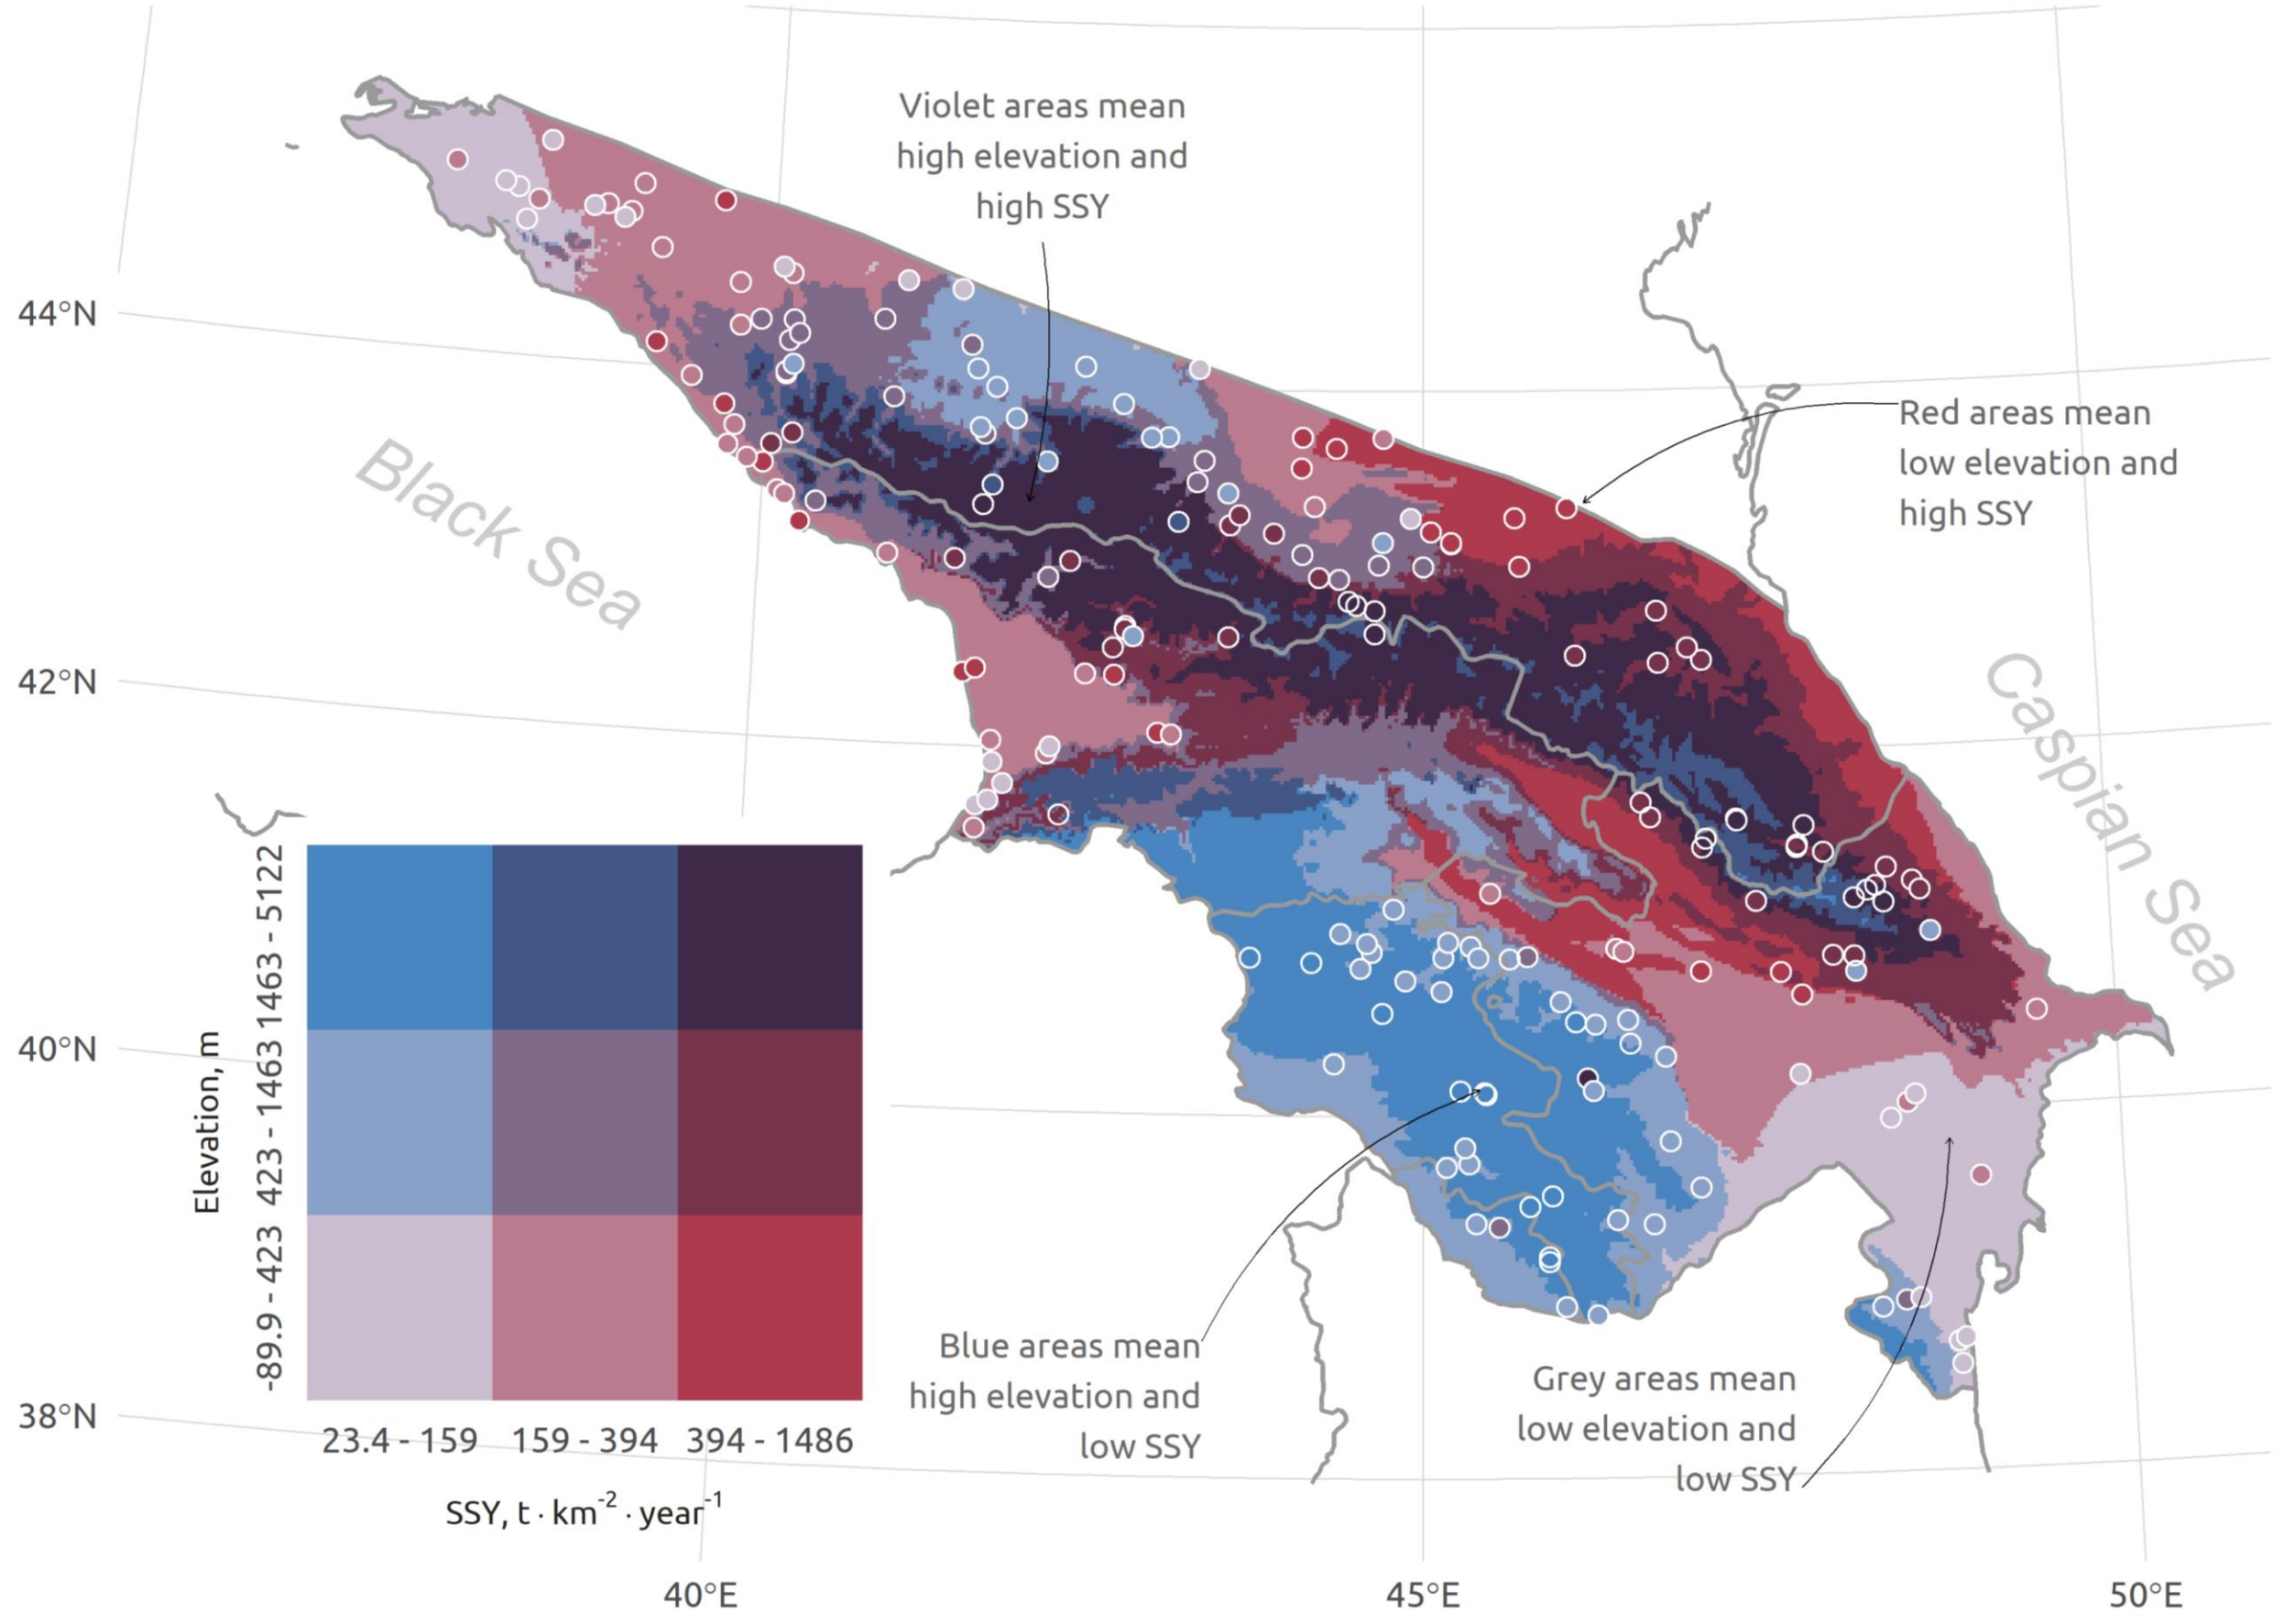 Violet areas mean
high elevation and
high SSY
44°N
Red areas mean
low elevation and
high SSY
Black Sea
42°N
Caspian Sea
Elevation, m
1463 - 5122
423 - 1463
-89.9 - 423
40°N
38°N
23.4 - 159
159 - 394
394 - 1486
SSY, t · km⁻² · year⁻¹
Blue areas mean
high elevation and
low SSY
Grey areas mean
low elevation and
low SSY
40°E
45°E
50°E